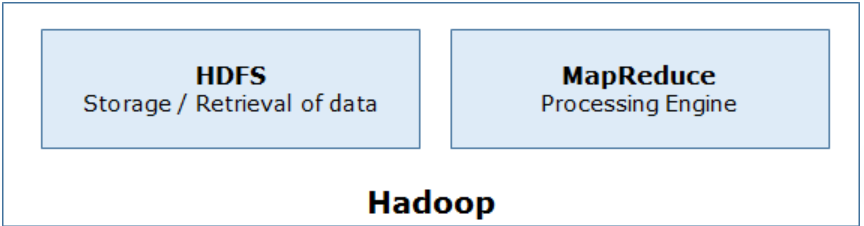 HDFS
Storage / Retrieval of data
MapReduce
Processing Engine
Hadoop